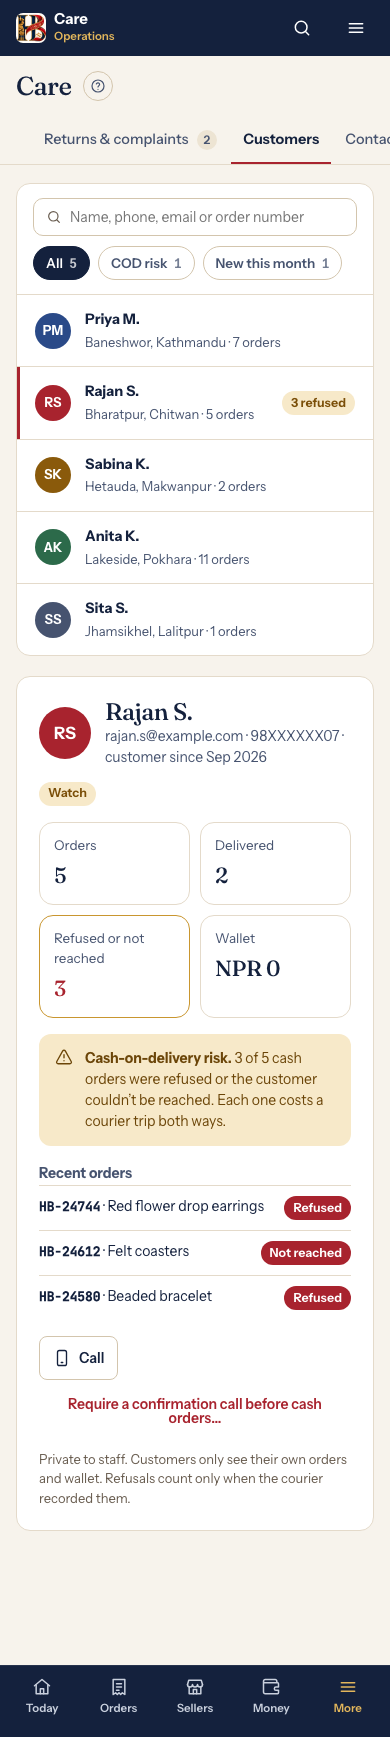 Care
Operations
Care
Returns & complaints 2 Customers Contac
Name, phone, email or order number
All 5 COD risk 1 New this month 1
PM Priya M.
Baneshwor, Kathmandu · 7 orders
RS Rajan S.
Bharatpur, Chitwan · 5 orders 3 refused
SK Sabina K.
Hetauda, Makwanpur · 2 orders
AK Anita K.
Lakeside, Pokhara · 11 orders
SS Sita S.
Jhamsikhel, Lalitpur · 1 orders
RS Rajan S.
rajan.s@example.com · 98XXXXXX07 ·
customer since Sep 2026
Watch
Orders Delivered
5 2
Refused or not
reached
3
Wallet
NPR 0
Cash-on-delivery risk. 3 of 5 cash
orders were refused or the customer
couldn't be reached. Each one costs a
courier trip both ways.
Recent orders
HB-24744 · Red flower drop earrings Refused
HB-24612 · Felt coasters Not reached
HB-24580 · Beaded bracelet Refused
Call
Require a confirmation call before cash
orders…
Private to staff. Customers only see their own orders
and wallet. Refusals count only when the courier
recorded them.
Today Orders Sellers Money More